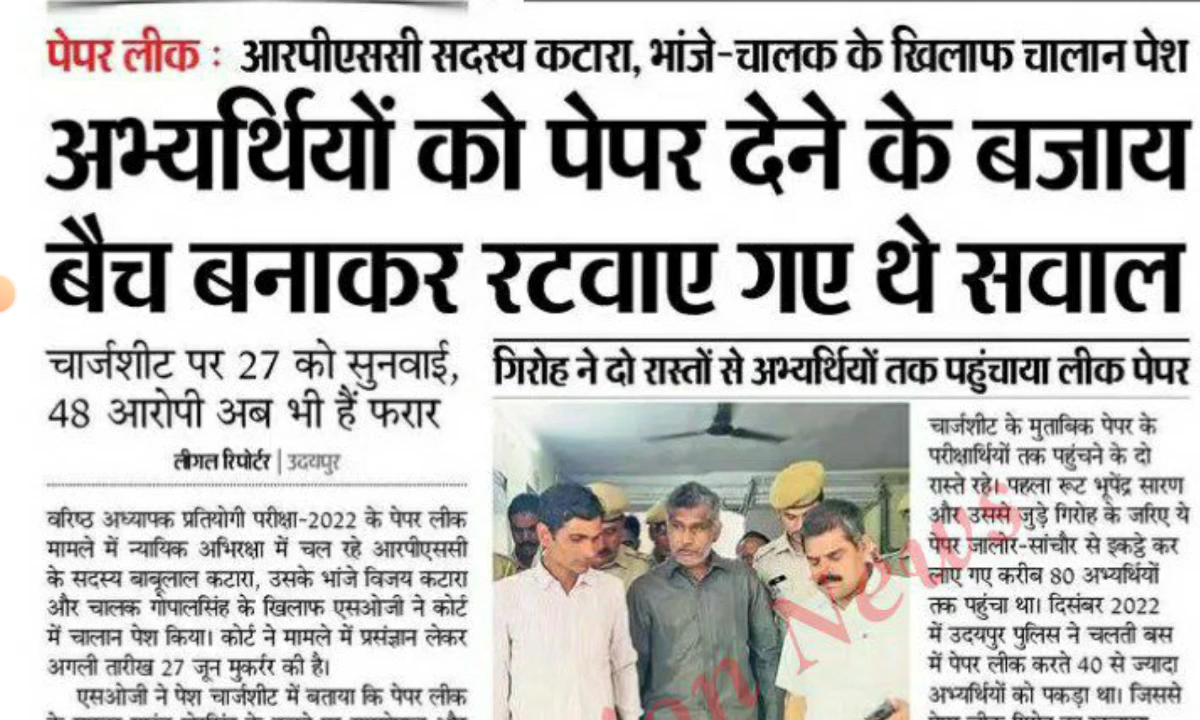 पेपर लीक : आरपीएससी सदस्य कटारा, भांजे-चालक के खिलाफ चालान पेश
अभ्यर्थियों को पेपर देने के बजाय
बैच बनाकर रटवाए गए थे सवाल
चार्जशीट पर 27 को सुनवाई,
48 आरोपी अब भी हैं फरार
लीगल रिपोर्टर | उदयपुर
वरिष्ठ अध्यापक प्रतियोगी परीक्षा-2022 के पेपर लीक
मामले में न्यायिक अभिरक्षा में चल रहे आरपीएससी
के सदस्य बाबूलाल कटारा, उसके भांजे विजय कटारा
और चालक गोपालसिंह के खिलाफ एसओजी ने कोर्ट
में चालान पेश किया। कोर्ट ने मामले में प्रसंज्ञान लेकर
अगली तारीख 27 जून मुकर्रर की है।
एसओजी ने पेश चार्जशीट में बताया कि पेपर लीक
गिरोह ने दो रास्तों से अभ्यर्थियों तक पहुंचाया लीक पेपर
चार्जशीट के मुताबिक पेपर के
परीक्षार्थियों तक पहुंचने के दो
रास्ते रहे। पहला रूट भूपेंद्र सारण
और उससे जुड़े गिरोह के जरिए ये
पेपर जालोर-सांचौर से इकट्ठे कर
लाए गए करीब 80 अभ्यर्थियों
तक पहुंचा था। दिसंबर 2022
में उदयपुर पुलिस ने चलती बस
में पेपर लीक करते 40 से ज्यादा
अभ्यर्थियों को पकड़ा था। जिससे
News